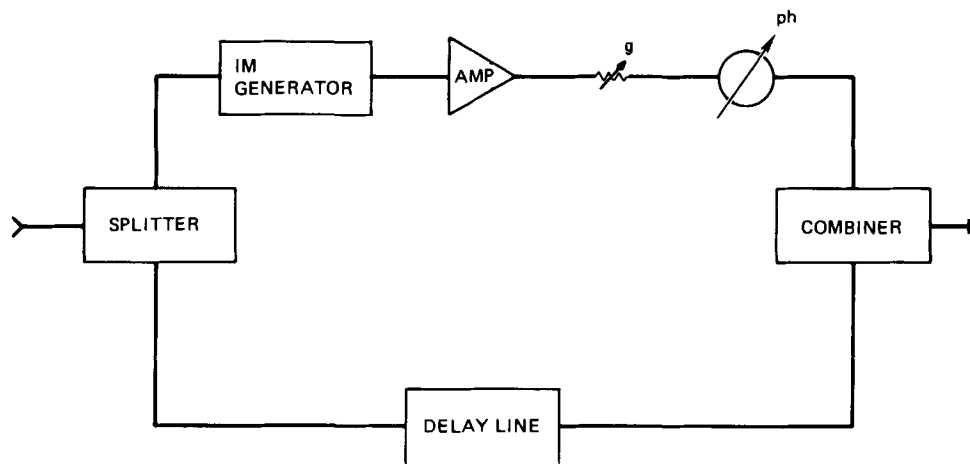 IM
GENERATOR
AMP
g
ph
SPLITTER
COMBINER
DELAY LINE